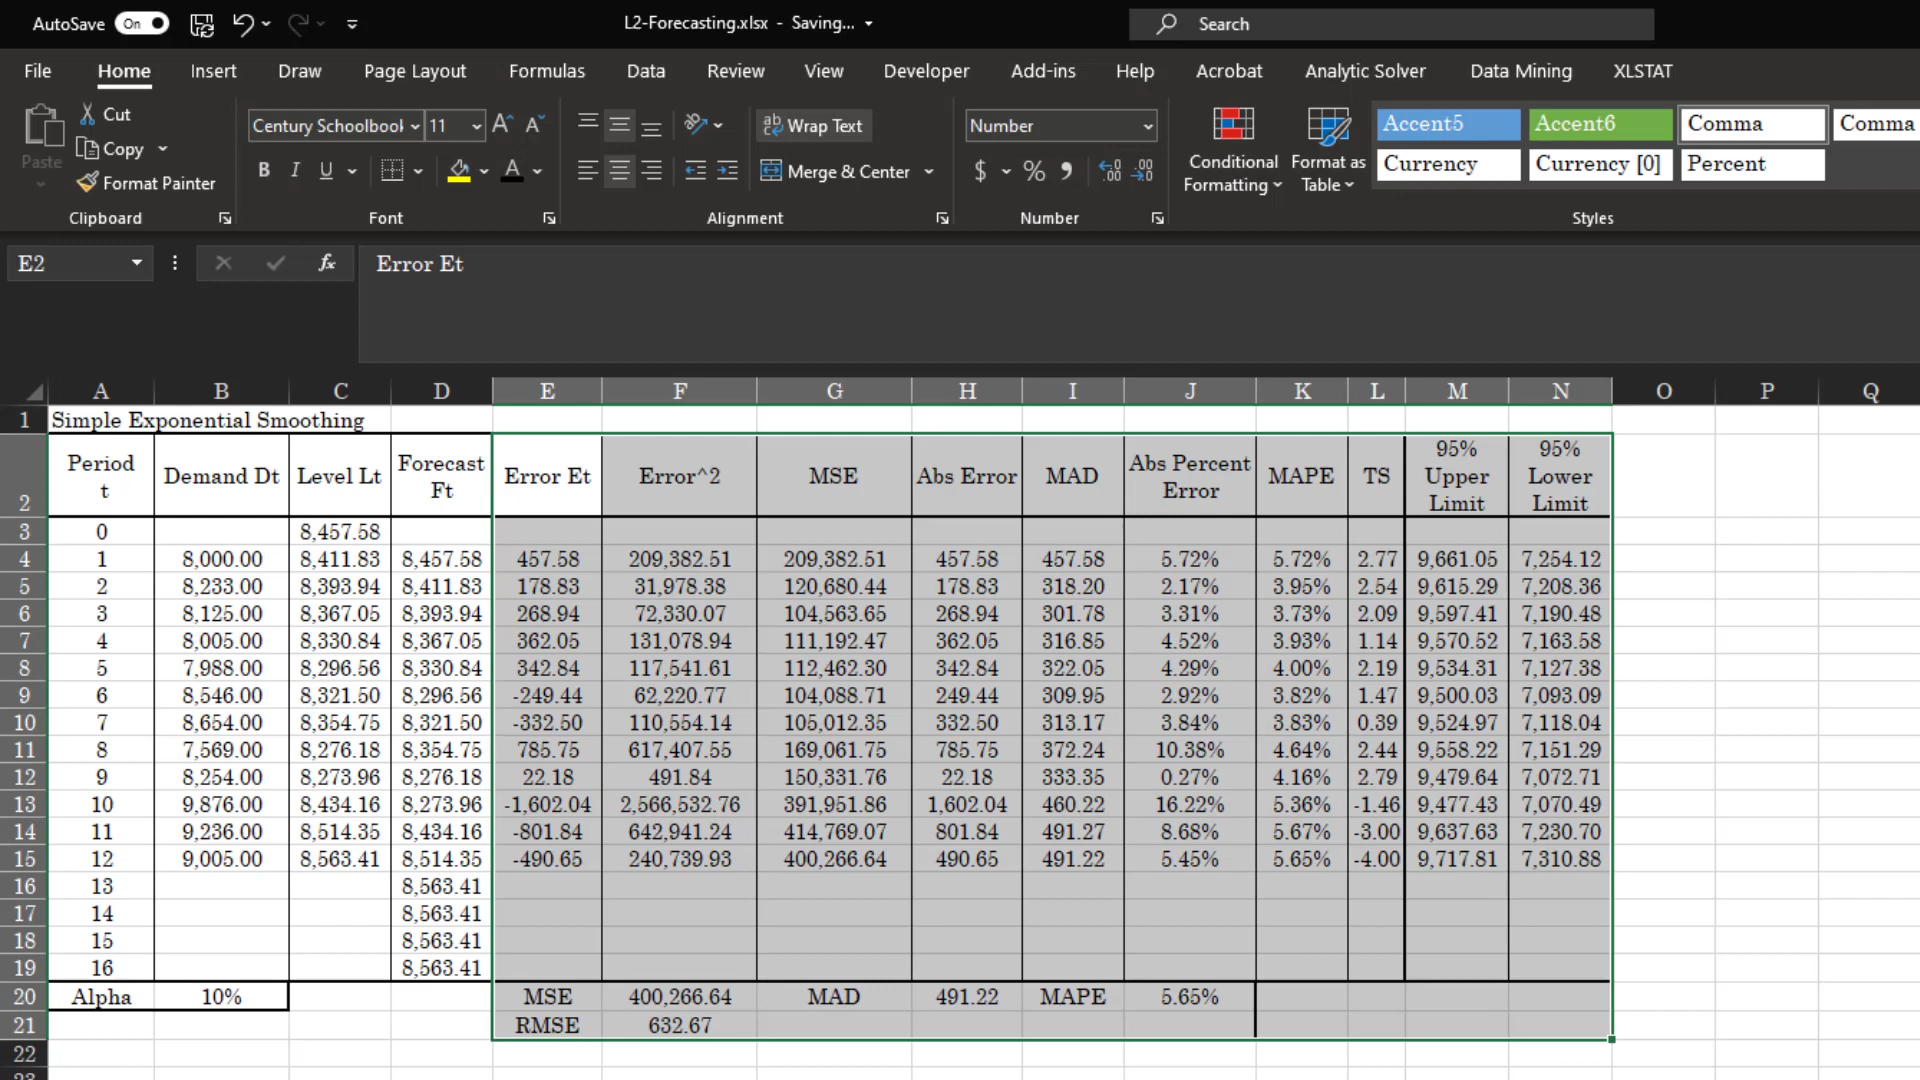 AutoSave On L2-Forecasting.xlsx - Saving... Search
File Home Insert Draw Page Layout Formulas Data Review View Developer Add-ins Help Acrobat Analytic Solver Data Mining XLSTAT
Paste Cut Copy Format Painter
Clipboard
Century Schoolbook 11
B I U
Font
Wrap Text
Merge & Center
Alignment
Number
$ % ,
Number
Conditional Formatting
Format as Table
Accent5 Accent6 Comma Comma
Currency Currency [0] Percent
Styles
E2 fx Error Et
A B C D E F G H I J K L M N O P Q
1 Simple Exponential Smoothing
2 Period t Demand Dt Level Lt Forecast Ft Error Et Error^2 MSE Abs Error MAD Abs Percent Error MAPE TS 95% Upper Limit 95% Lower Limit
3 0 8,457.58
4 1 8,000.00 8,411.83 8,457.58 457.58 209,382.51 209,382.51 457.58 457.58 5.72% 5.72% 2.77 9,661.05 7,254.12
5 2 8,233.00 8,393.94 8,411.83 178.83 31,978.38 120,680.44 178.83 318.20 2.17% 3.95% 2.54 9,615.29 7,208.36
6 3 8,125.00 8,367.05 8,393.94 268.94 72,330.07 104,563.65 268.94 301.78 3.31% 3.73% 2.09 9,597.41 7,190.48
7 4 8,005.00 8,330.84 8,367.05 362.05 131,078.94 111,192.47 362.05 316.85 4.52% 3.93% 1.14 9,570.52 7,163.58
8 5 7,988.00 8,296.56 8,330.84 342.84 117,541.61 112,462.30 342.84 322.05 4.29% 4.00% 2.19 9,534.31 7,127.38
9 6 8,546.00 8,321.50 8,296.56 -249.44 62,220.77 104,088.71 249.44 309.95 2.92% 3.82% 1.47 9,500.03 7,093.09
10 7 8,654.00 8,354.75 8,321.50 -332.50 110,554.14 105,012.35 332.50 313.17 3.84% 3.83% 0.39 9,524.97 7,118.04
11 8 7,569.00 8,276.18 8,354.75 785.75 617,407.55 169,061.75 785.75 372.24 10.38% 4.64% 2.44 9,558.22 7,151.29
12 9 8,254.00 8,273.96 8,276.18 22.18 491.84 150,331.76 22.18 333.35 0.27% 4.16% 2.79 9,479.64 7,072.71
13 10 9,876.00 8,434.16 8,273.96 -1,602.04 2,566,532.76 391,951.86 1,602.04 460.22 16.22% 5.36% -1.46 9,477.43 7,070.49
14 11 9,236.00 8,514.35 8,434.16 -801.84 642,941.24 414,769.07 801.84 491.27 8.68% 5.67% -3.00 9,637.63 7,230.70
15 12 9,005.00 8,563.41 8,514.35 -490.65 240,739.93 400,266.64 490.65 491.22 5.45% 5.65% -4.00 9,717.81 7,310.88
16 13 8,563.41
17 14 8,563.41
18 15 8,563.41
19 16 8,563.41
20 Alpha 10% MSE 400,266.64 MAD 491.22 MAPE 5.65%
21 RMSE 632.67
22